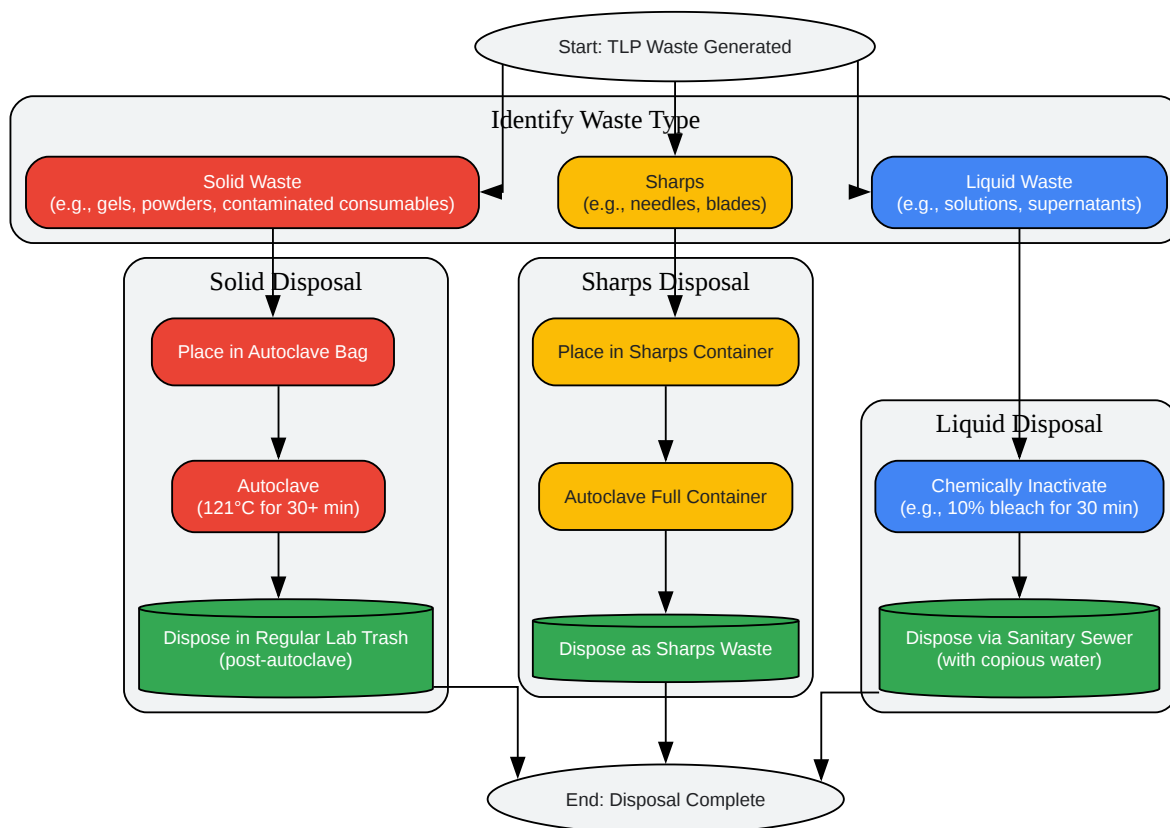 Start: TLP Waste Generated
Identify Waste Type
Solid Waste
(e.g., gels, powders, contaminated consumables)
Sharps
(e.g., needles, blades)
Liquid Waste
(e.g., solutions, supernatants)
Solid Disposal
Place in Autoclave Bag
Autoclave
(121°C for 30+ min)
Dispose in Regular Lab Trash
(post-autoclave)
Sharps Disposal
Place in Sharps Container
Autoclave Full Container
Dispose as Sharps Waste
Liquid Disposal
Chemically Inactivate
(e.g., 10% bleach for 30 min)
Dispose via Sanitary Sewer
(with copious water)
End: Disposal Complete